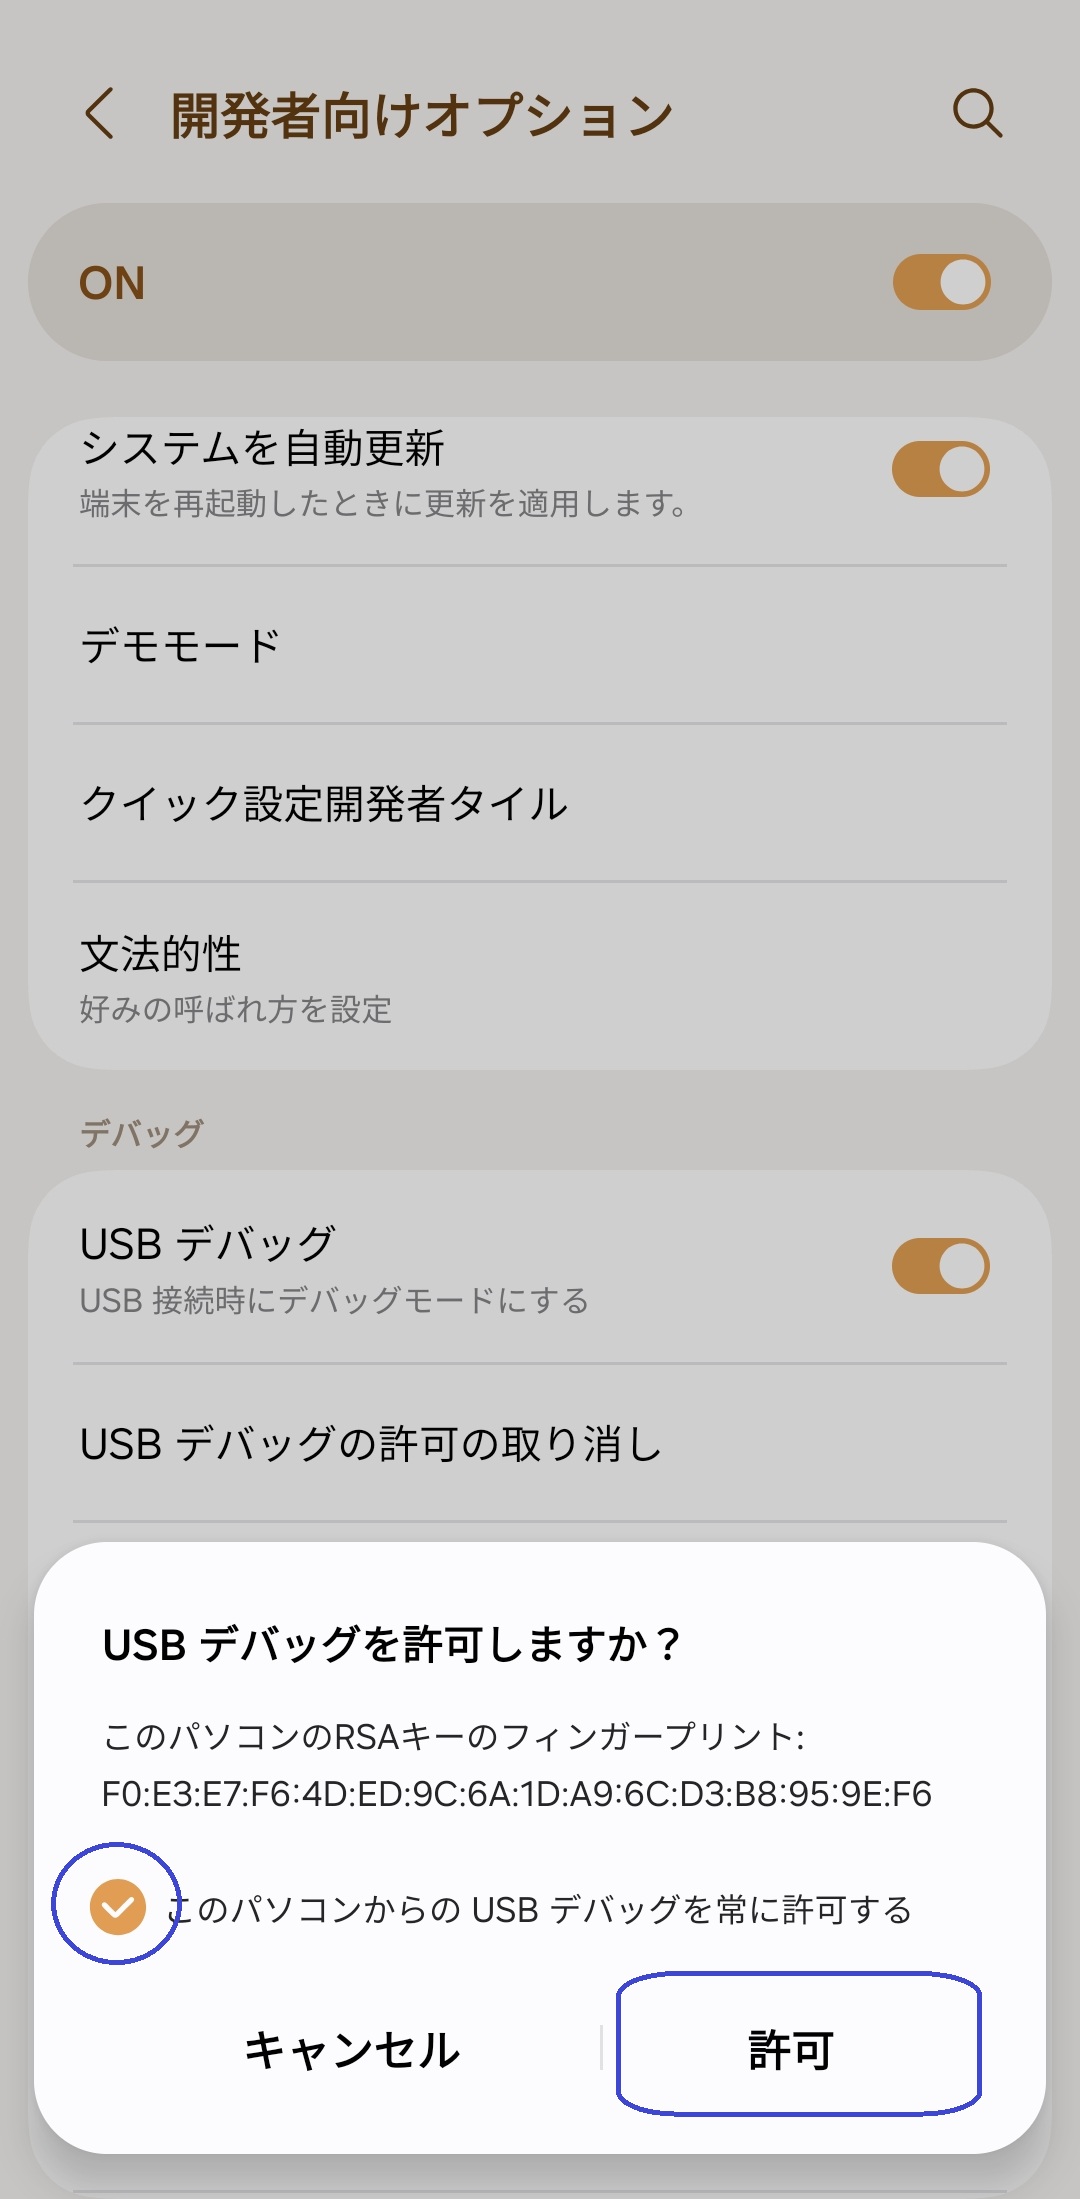 開発者向けオプション
ON
システムを自動更新
端末を再起動したときに更新を適用します。
デモモード
クイック設定開発者タイル
文法的性
好みの呼ばれ方を設定
デバッグ
USB デバッグ
USB 接続時にデバッグモードにする
USB デバッグの許可の取り消し
USB デバッグを許可しますか？
このパソコンのRSAキーのフィンガープリント:
F0:E3:E7:F6:4D:ED:9C:6A:1D:A9:6C:D3:B8:95:9E:F6
このパソコンからの USB デバッグを常に許可する
キャンセル
許可